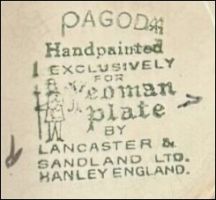 PAGODA
Handpainted
EXCLUSIVELY
FOR
Yeoman
plate
BY
LANCASTER &
SANDLAND LTD.
HANLEY ENGLAND.